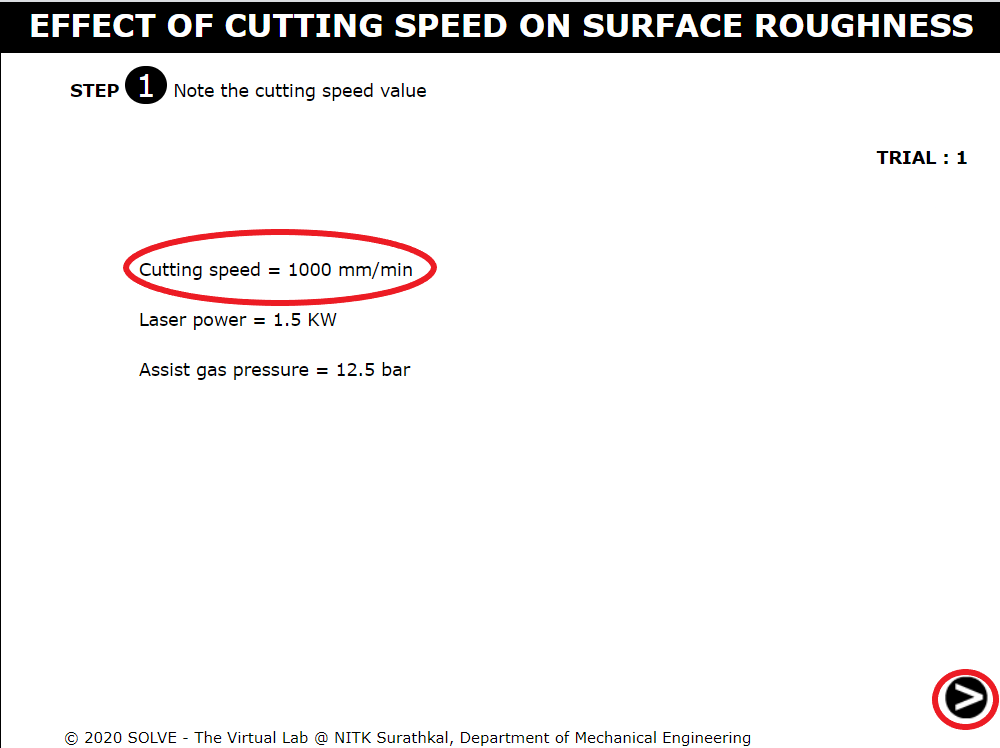 EFFECT OF CUTTING SPEED ON SURFACE ROUGHNESS
STEP 1 Note the cutting speed value
TRIAL : 1
Cutting speed = 1000 mm/min
Laser power = 1.5 KW
Assist gas pressure = 12.5 bar
>
© 2020 SOLVE - The Virtual Lab @ NITK Surathkal, Department of Mechanical Engineering